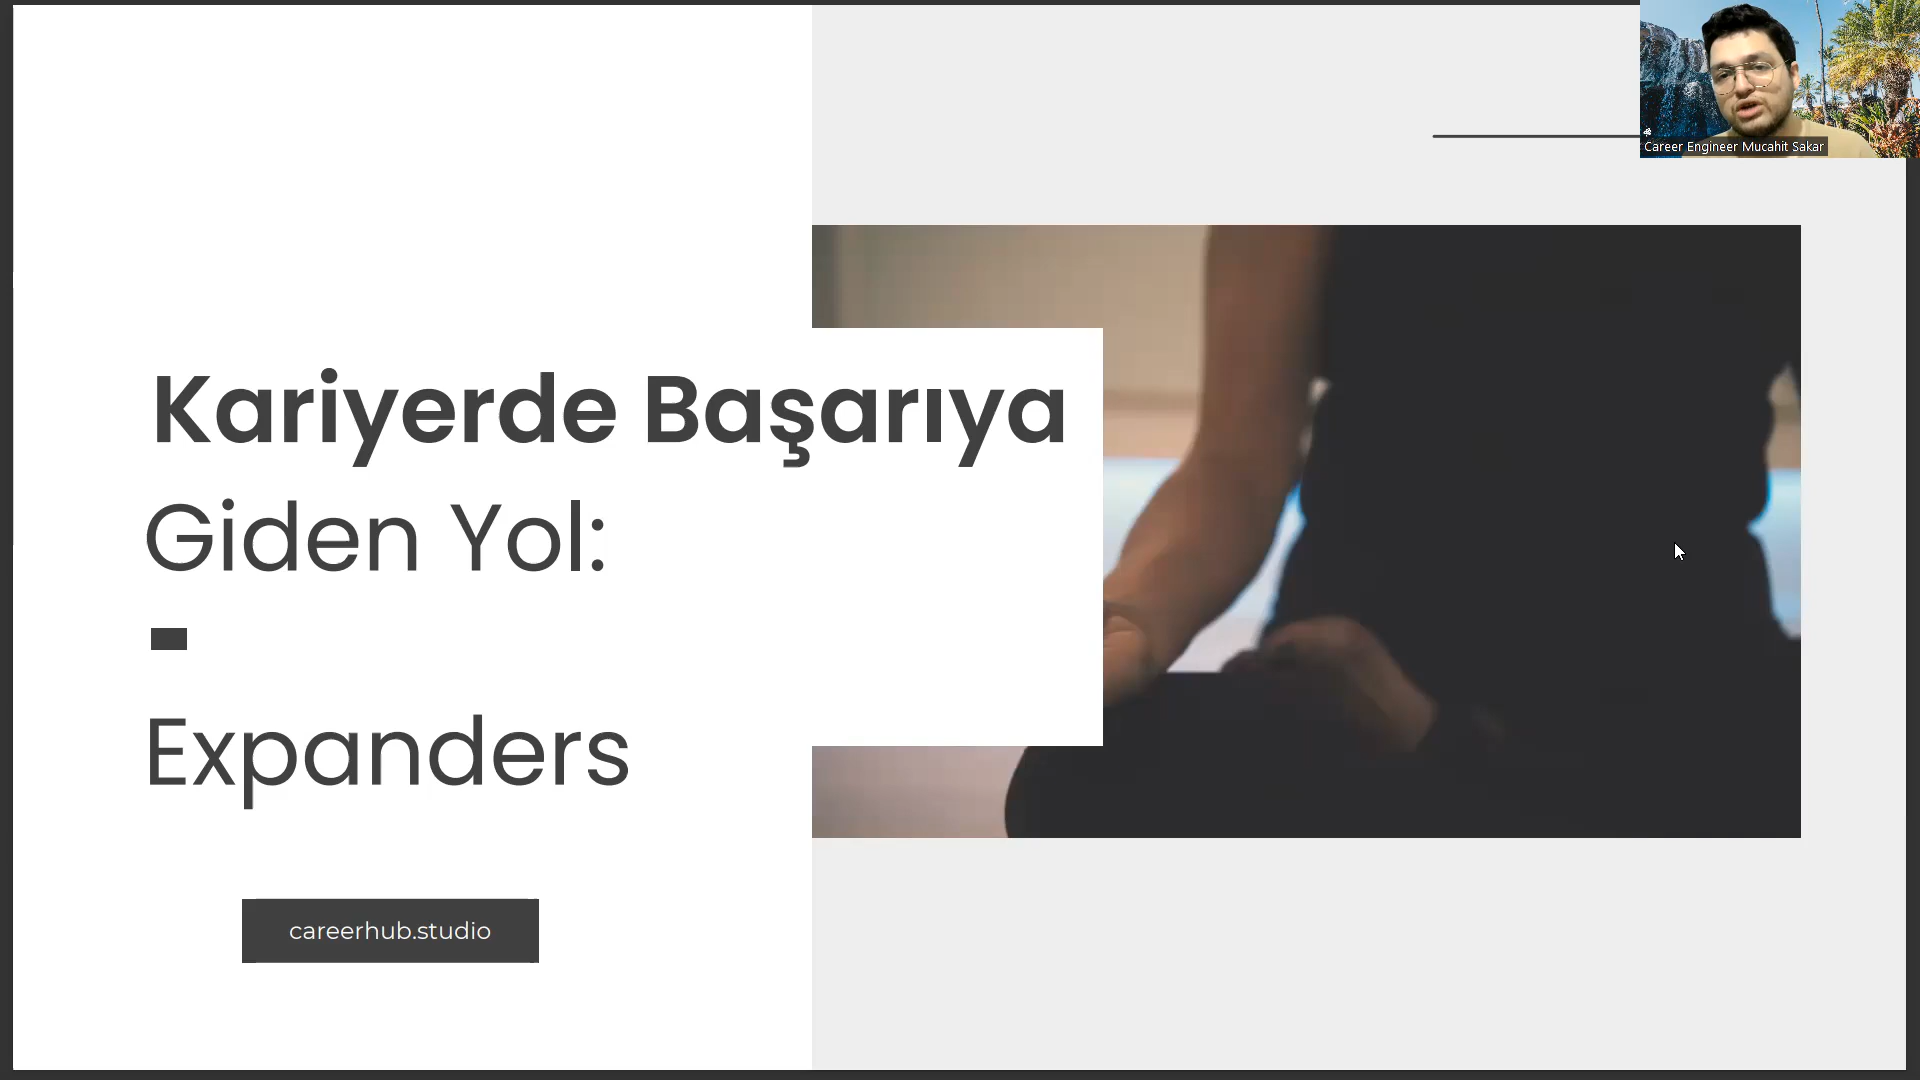 Career Engineer Mucahit Sakar
Kariyerde Başarıya
Giden Yol:
-
Expanders
careerhub.studio